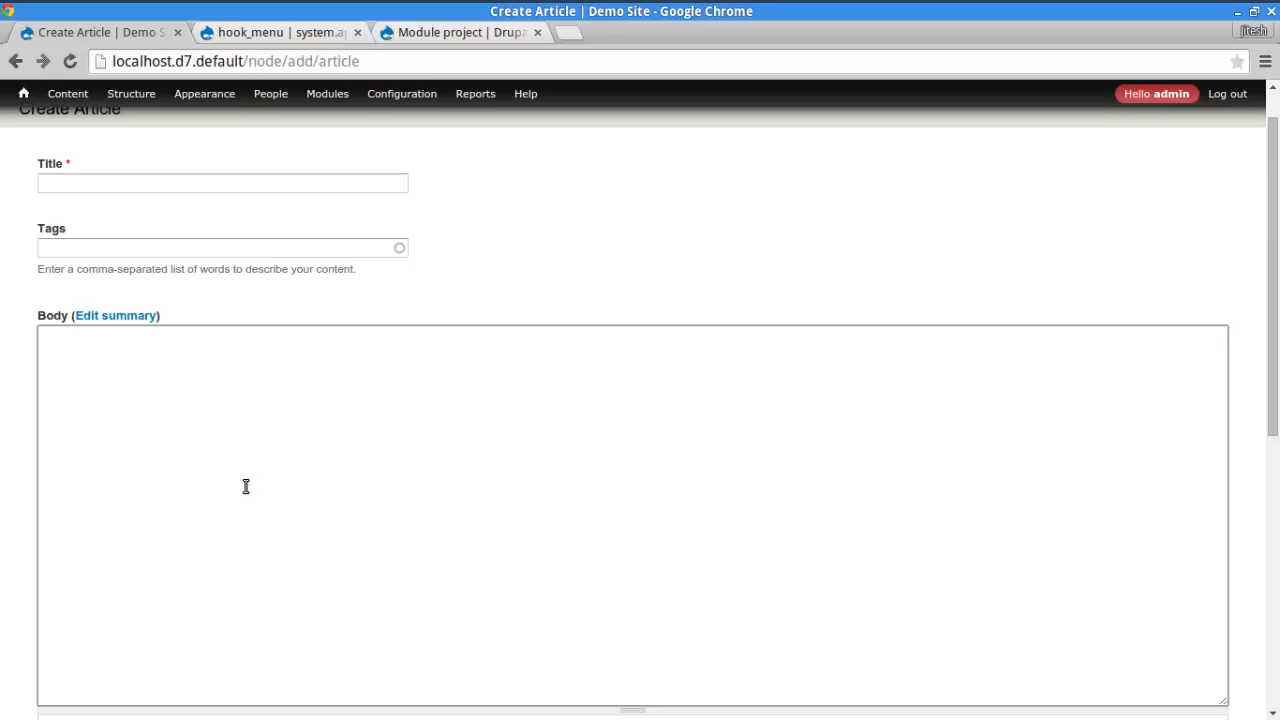 Create Article | Demo Site - Google Chrome
Create Article | Demo S
hook_menu | system.a
Module project | Drupa
jitesh
localhost.d7.default/node/add/article
Content Structure Appearance People Modules Configuration Reports Help Hello admin Log out
Create Article
Title *
Tags
Enter a comma-separated list of words to describe your content.
Body (Edit summary)